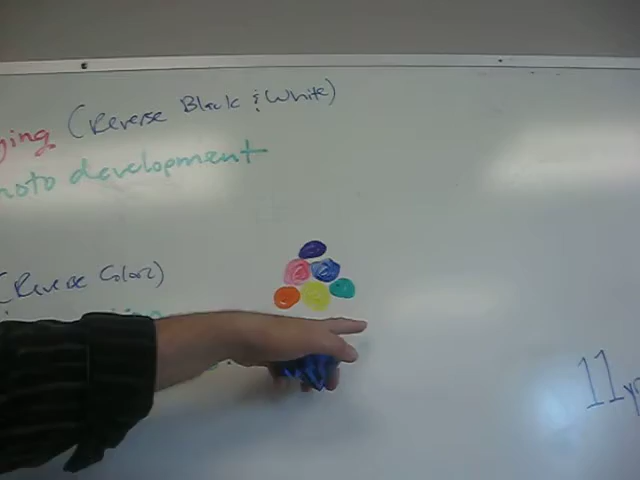 ging (Reverse Black & White)
hoto development
(Reverse Color)
11